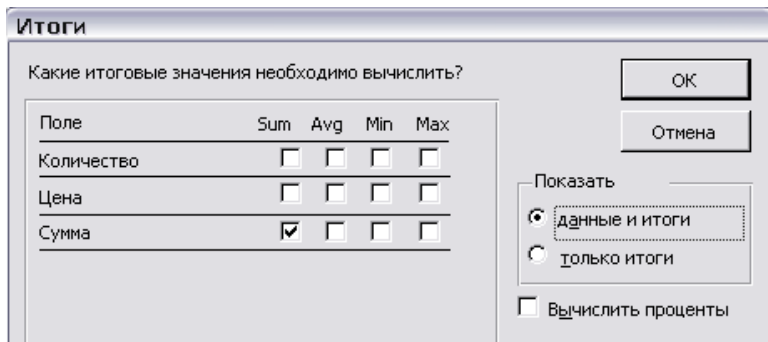 Итоги
Какие итоговые значения необходимо вычислить?
Поле Sum Avg Min Max
Количество
Цена
Сумма
ОК
Отмена
Показать
данные и итоги
только итоги
Вычислить проценты